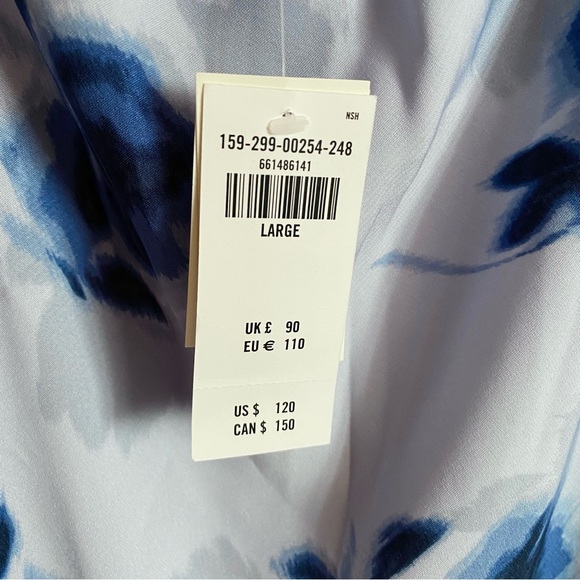 NSH
159-299-00254-248
661486141
LARGE
UK £ 90
EU € 110
US $ 120
CAN $ 150